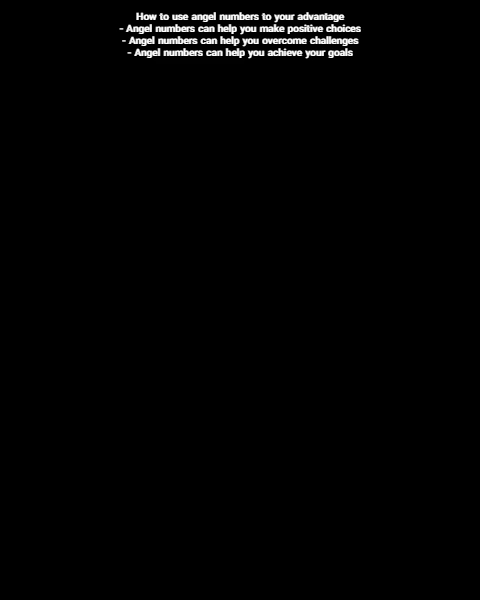 How to use angel numbers to your advantage
- Angel numbers can help you make positive choices
- Angel numbers can help you overcome challenges
- Angel numbers can help you achieve your goals